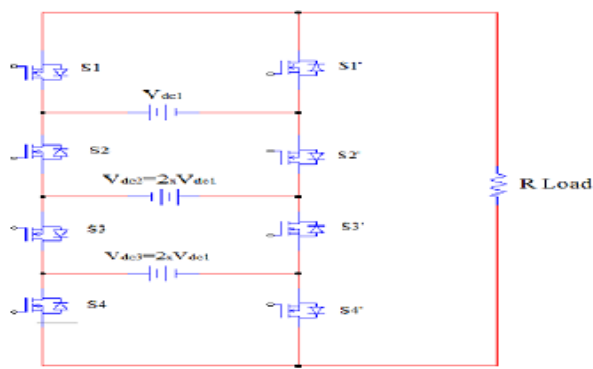 S1
S1'
Vdc1
S2
S2'
Vdc2=2xVdc1
R Load
S3
S3'
Vdc3=2xVdc1
S4
S4'